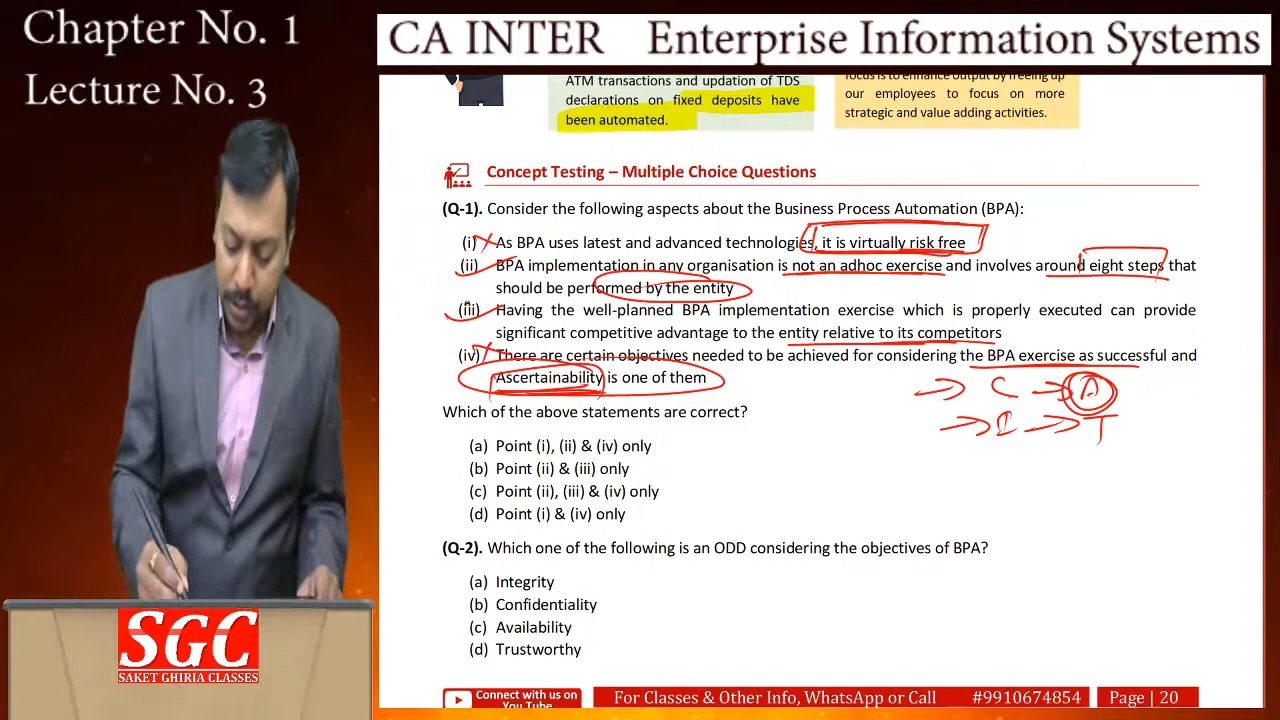 Chapter No. 1
Lecture No. 3
CA INTER Enterprise Information Systems
ATM transactions and updation of TDS
declarations on fixed deposits have
been automated.
focus is to enhance output by freeing up
our employees to focus on more
strategic and value adding activities.
Concept Testing – Multiple Choice Questions
(Q-1). Consider the following aspects about the Business Process Automation (BPA):
(i) As BPA uses latest and advanced technologies, it is virtually risk free
(ii) BPA implementation in any organisation is not an adhoc exercise and involves around eight steps that
should be performed by the entity
(iii) Having the well-planned BPA implementation exercise which is properly executed can provide
significant competitive advantage to the entity relative to its competitors
(iv) There are certain objectives needed to be achieved for considering the BPA exercise as successful and
Ascertainability is one of them
C A
I T
Which of the above statements are correct?
(a) Point (i), (ii) & (iv) only
(b) Point (ii) & (iii) only
(c) Point (ii), (iii) & (iv) only
(d) Point (i) & (iv) only
(Q-2). Which one of the following is an ODD considering the objectives of BPA?
(a) Integrity
(b) Confidentiality
(c) Availability
(d) Trustworthy
SGC
SAKET GHIRIA CLASSES
Connect with us on
You Tube
For Classes & Other Info, WhatsApp or Call #9910674854
Page | 20